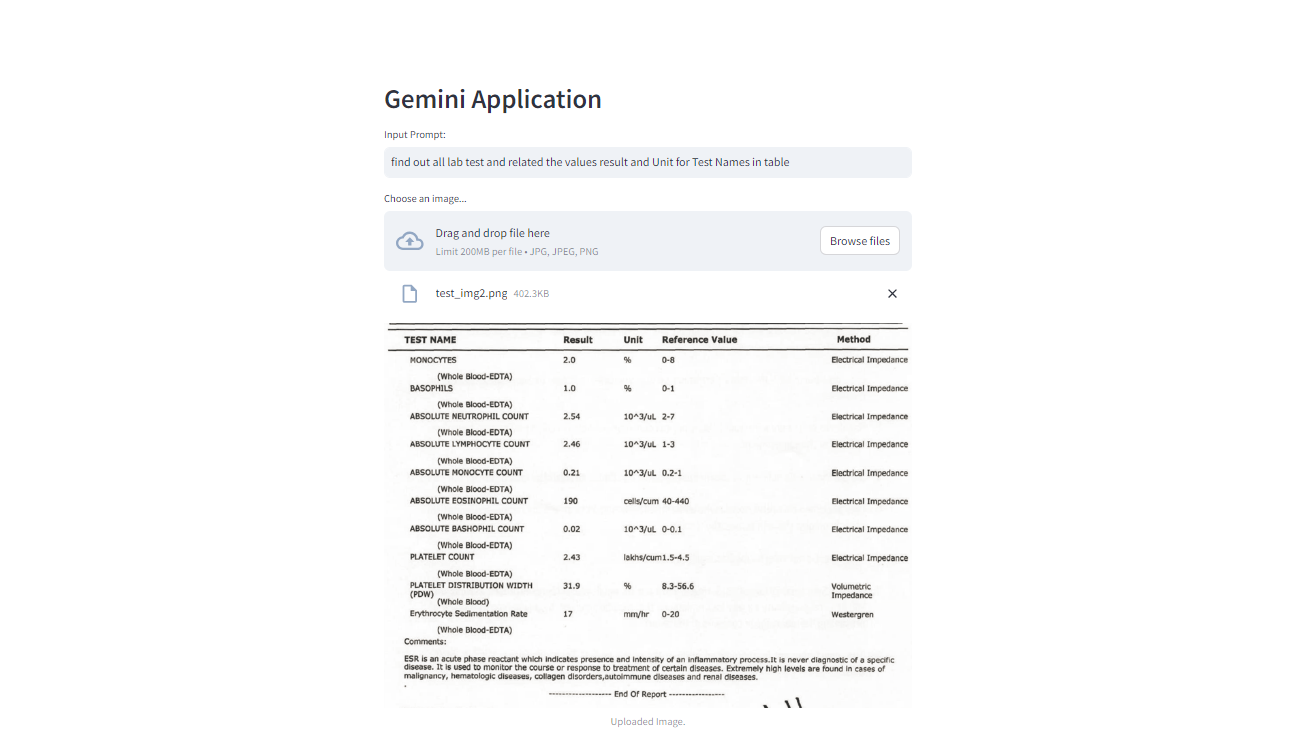 Gemini Application
Input Prompt:
find out all lab test and related the values result and Unit for Test Names in table
Choose an image...
Drag and drop file here
Limit 200MB per file • JPG, JPEG, PNG
Browse files
test_img2.png 402.3KB
TEST NAME Result Unit Reference Value Method
MONOCYTES 2.0 % 0-8 Electrical Impedance
(Whole Blood-EDTA)
BASOPHILS 1.0 % 0-1 Electrical Impedance
(Whole Blood-EDTA)
ABSOLUTE NEUTROPHIL COUNT 2.54 10^3/uL 2-7 Electrical Impedance
(Whole Blood-EDTA)
ABSOLUTE LYMPHOCYTE COUNT 2.46 10^3/uL 1-3 Electrical Impedance
(Whole Blood-EDTA)
ABSOLUTE MONOCYTE COUNT 0.21 10^3/uL 0.2-1 Electrical Impedance
(Whole Blood-EDTA)
ABSOLUTE EOSINOPHIL COUNT 190 cells/cum 40-440 Electrical Impedance
(Whole Blood-EDTA)
ABSOLUTE BASHOPHIL COUNT 0.02 10^3/uL 0-0.1 Electrical Impedance
(Whole Blood-EDTA)
PLATELET COUNT 2.43 lakhs/cum1.5-4.5 Electrical Impedance
(Whole Blood-EDTA)
PLATELET DISTRIBUTION WIDTH 31.9 % 8.3-56.6 Volumetric
(PDW) Impedance
(Whole Blood)
Erythrocyte Sedimentation Rate 17 mm/hr 0-20 Westergren
(Whole Blood-EDTA)
Comments:
ESR is an acute phase reactant which indicates presence and intensity of an inflammatory process.It is never diagnostic of a specific
disease. It is used to monitor the course or response to treatment of certain diseases. Extremely high levels are found in cases of
malignancy, hematologic diseases, collagen disorders,autoimmune diseases and renal diseases.
-------------------- End Of Report ------------------
Uploaded Image.